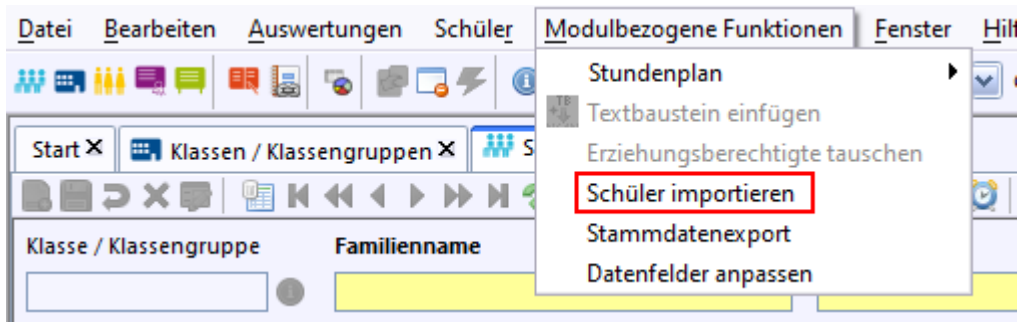 Datei Bearbeiten Auswertungen Schüler Modulbezogene Funktionen Fenster
Stundenplan
TB
Textbaustein einfügen
Start Klassen / Klassengruppen
Erziehungsberechtigte tauschen
Schüler importieren
Stammdatenexport
Klasse / Klassengruppe Familienname
Datenfelder anpassen